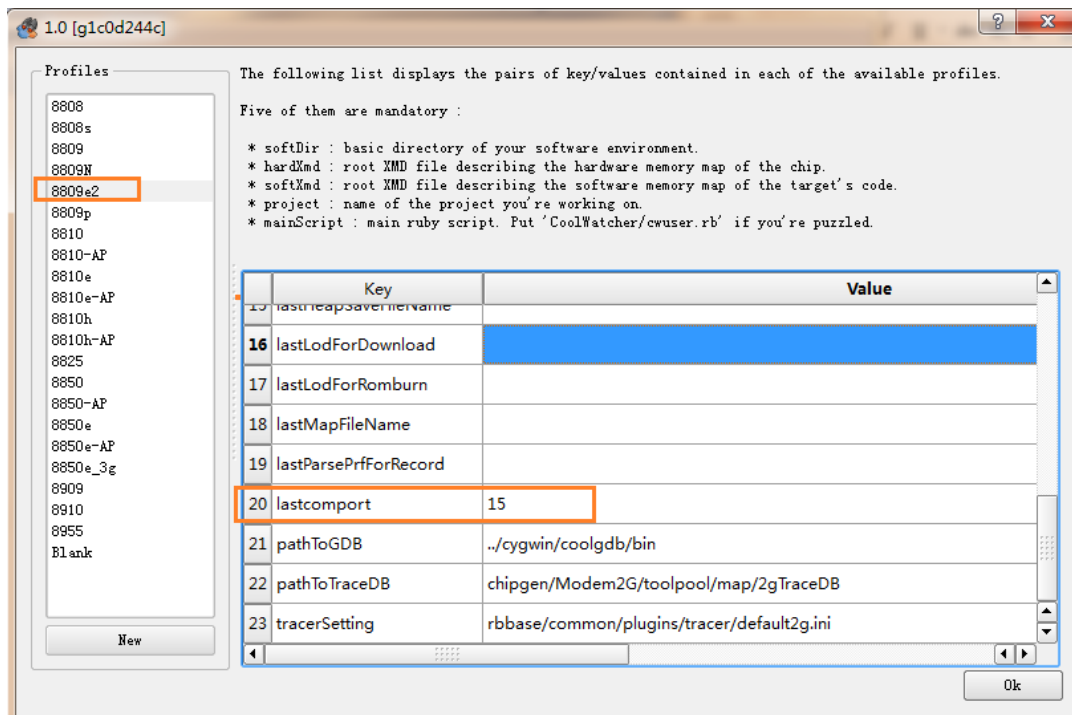 1.0 [g1c0d244c]
Profiles
8808
8808s
8809
8809N
8809e2
8809p
8810
8810-AP
8810e
8810e-AP
8810h
8810h-AP
8825
8850
8850-AP
8850e
8850e-AP
8850e_3g
8909
8910
8955
Blank
New
The following list displays the pairs of key/values contained in each of the available profiles.
Five of them are mandatory :
* softDir : basic directory of your software environment.
* hardXmd : root XMD file describing the hardware memory map of the chip.
* softXmd : root XMD file describing the software memory map of the target's code.
* project : name of the project you're working on.
* mainScript : main ruby script. Put 'CoolWatcher/cwuser.rb' if you're puzzled.
Key Value
15 lastHeapSaveFileName
16 lastLodForDownload
17 lastLodForRomburn
18 lastMapFileName
19 lastParsePrfForRecord
20 lastcomport 15
21 pathToGDB ../cygwin/coolgdb/bin
22 pathToTraceDB chipgen/Modem2G/toolpool/map/2gTraceDB
23 tracerSetting rbbase/common/plugins/tracer/default2g.ini
Ok